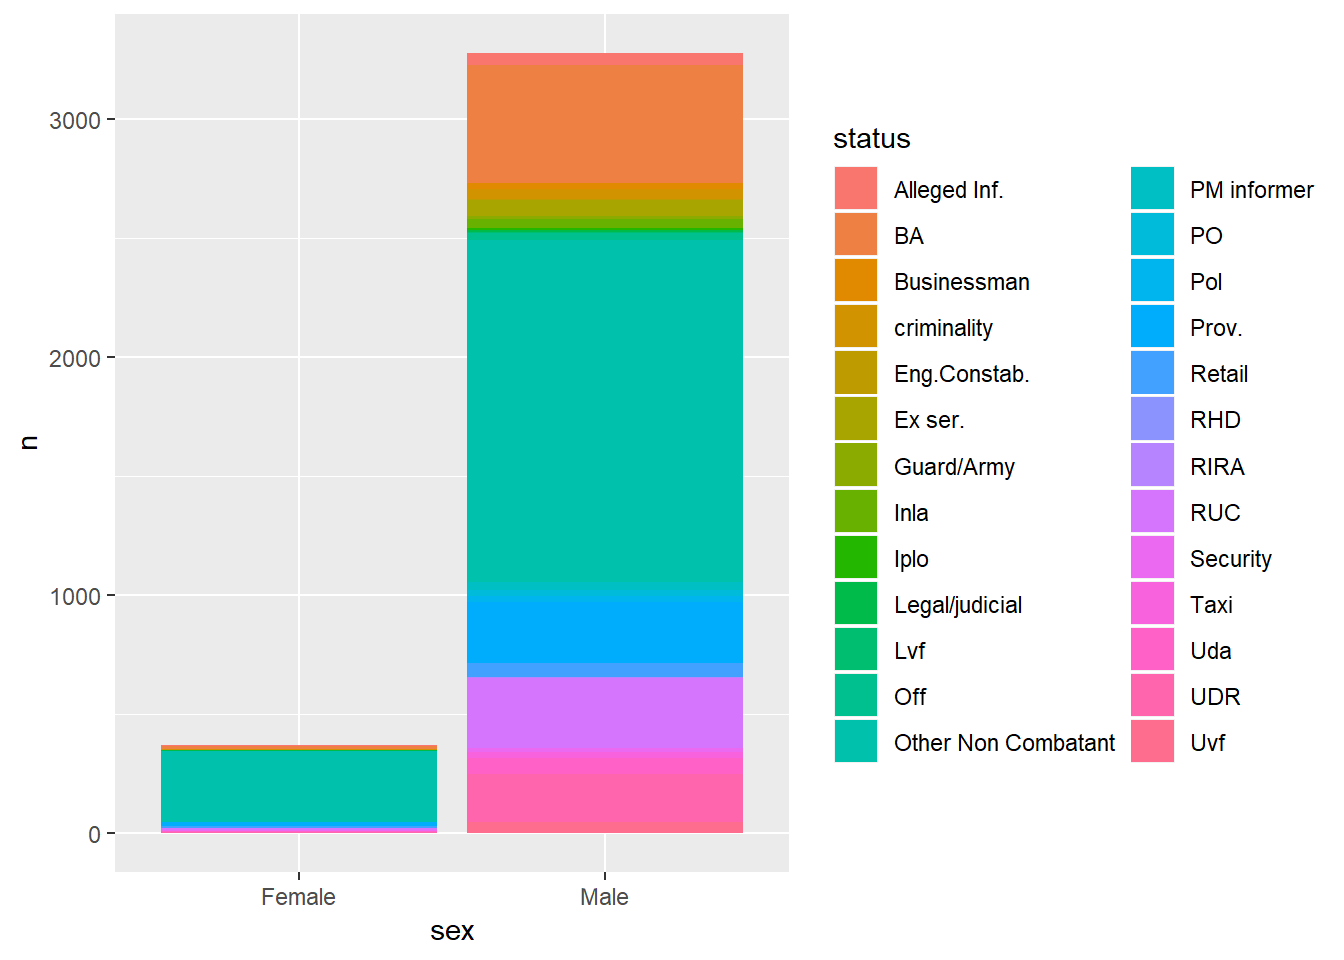 3000
2000
1000
0
n
Female
Male
sex
status
Alleged Inf.
BA
Businessman
criminality
Eng.Constab.
Ex ser.
Guard/Army
Inla
Iplo
Legal/judicial
Lvf
Off
Other Non Combatant
PM informer
PO
Pol
Prov.
Retail
RHD
RIRA
RUC
Security
Taxi
Uda
UDR
Uvf